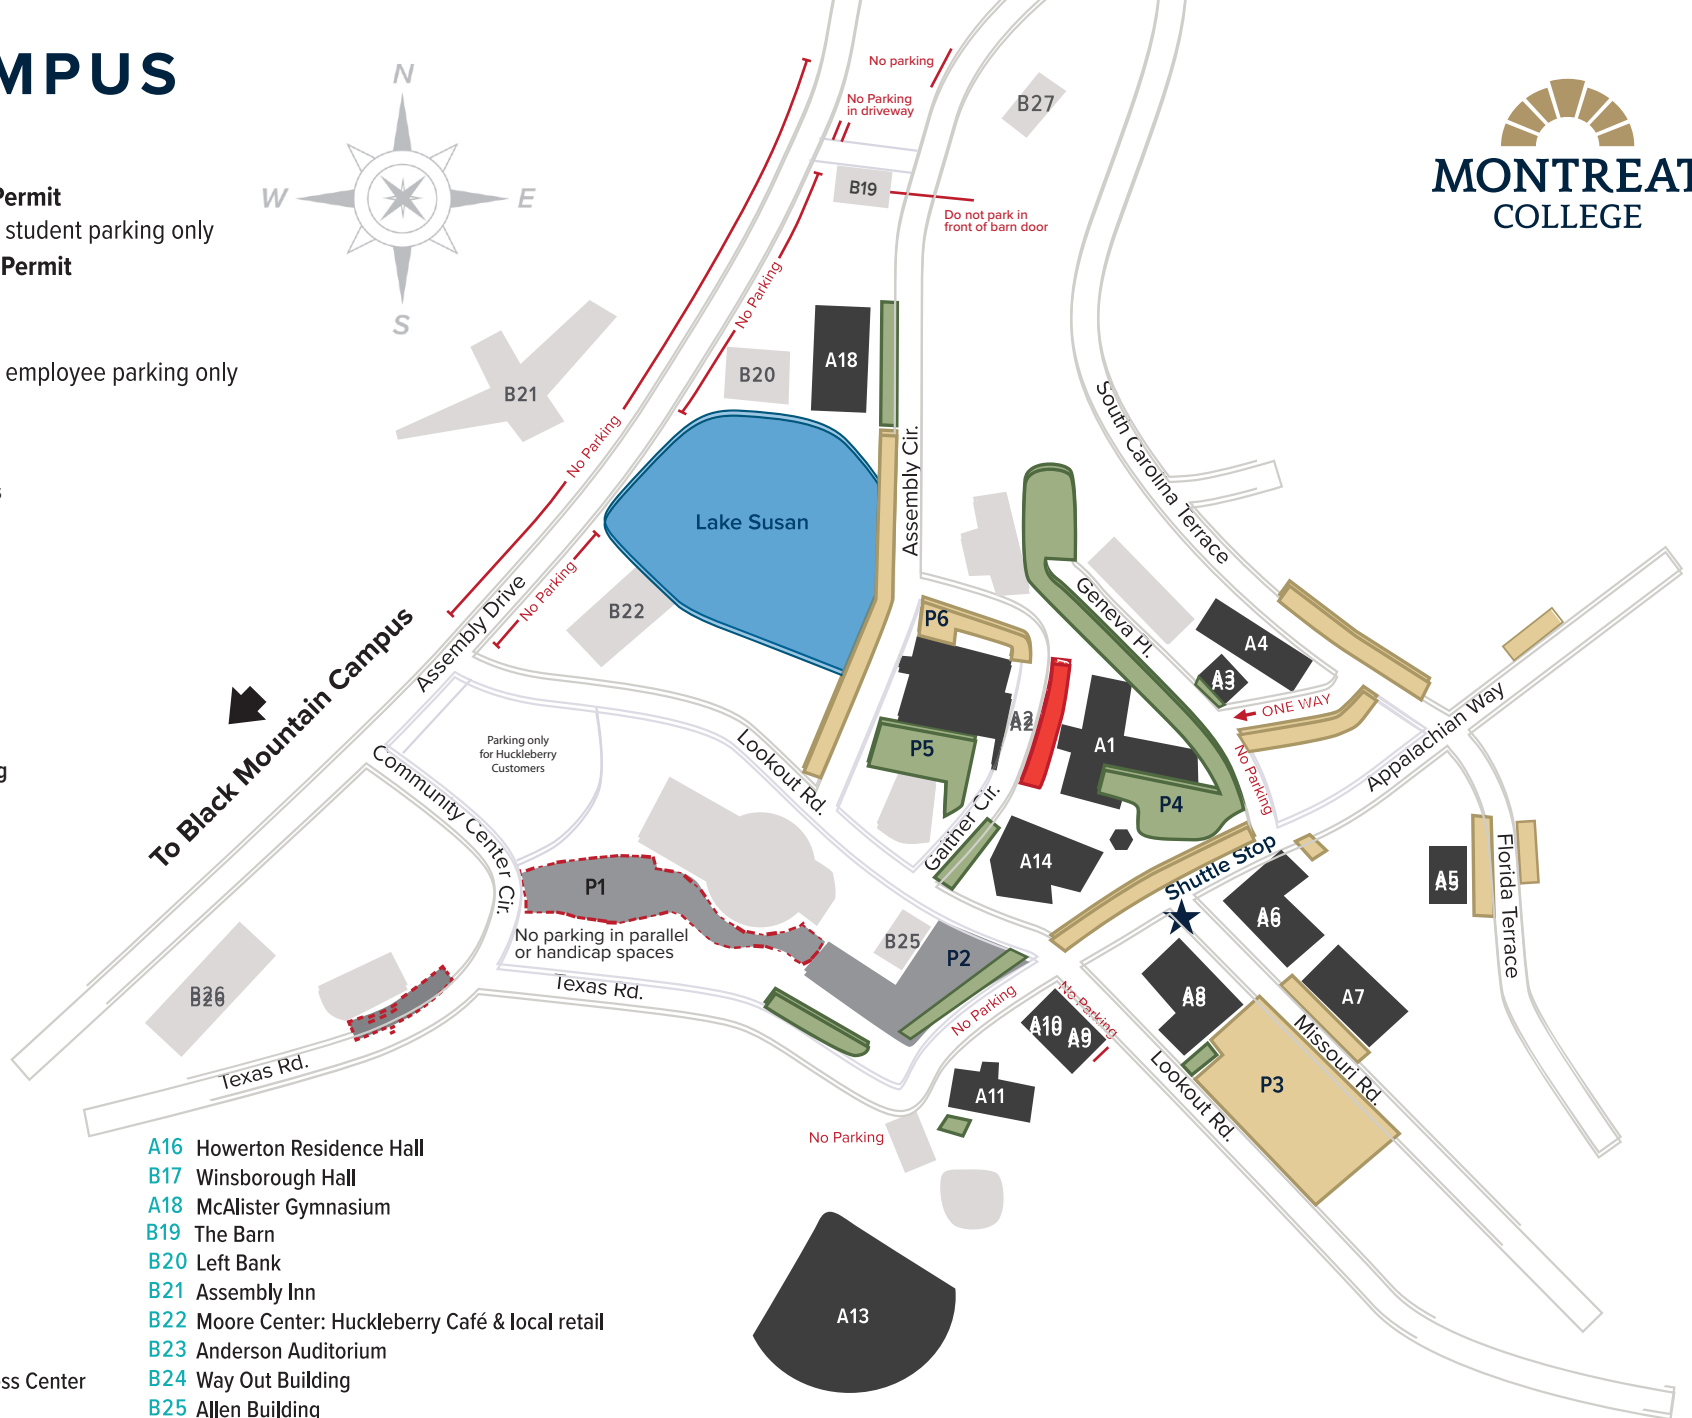 MPUS
Permit
student parking only
Permit
employee parking only
s
g
ss Center
N
W
E
S
MONTREAT
COLLEGE
No parking
No Parking
in driveway
B27
B19
Do not park in
front of barn door
No Parking
B20
A18
B21
No Parking
Lake Susan
Assembly Cir.
South Carolina Terrace
No Parking
B22
Assembly Drive
To Black Mountain Campus
P6
Geneva Pl.
A4
A3
ONE WAY
A2
A1
P5
P4
No Parking
Appalachian Way
Parking only
for Huckleberry
Customers
Lookout Rd.
Community Center Cir.
Gaither Cir.
A14
Shuttle Stop
A5
Florida Terrace
P1
No parking in parallel
or handicap spaces
B25
P2
A6
A8
A7
B26
Texas Rd.
No Parking
No Parking
A10
A9
Missouri Rd.
P3
Lookout Rd.
Texas Rd.
A11
No Parking
A13
A16 Howerton Residence Hall
B17 Winsborough Hall
A18 McAlister Gymnasium
B19 The Barn
B20 Left Bank
B21 Assembly Inn
B22 Moore Center: Huckleberry Café & local retail
B23 Anderson Auditorium
B24 Way Out Building
B25 Allen Building